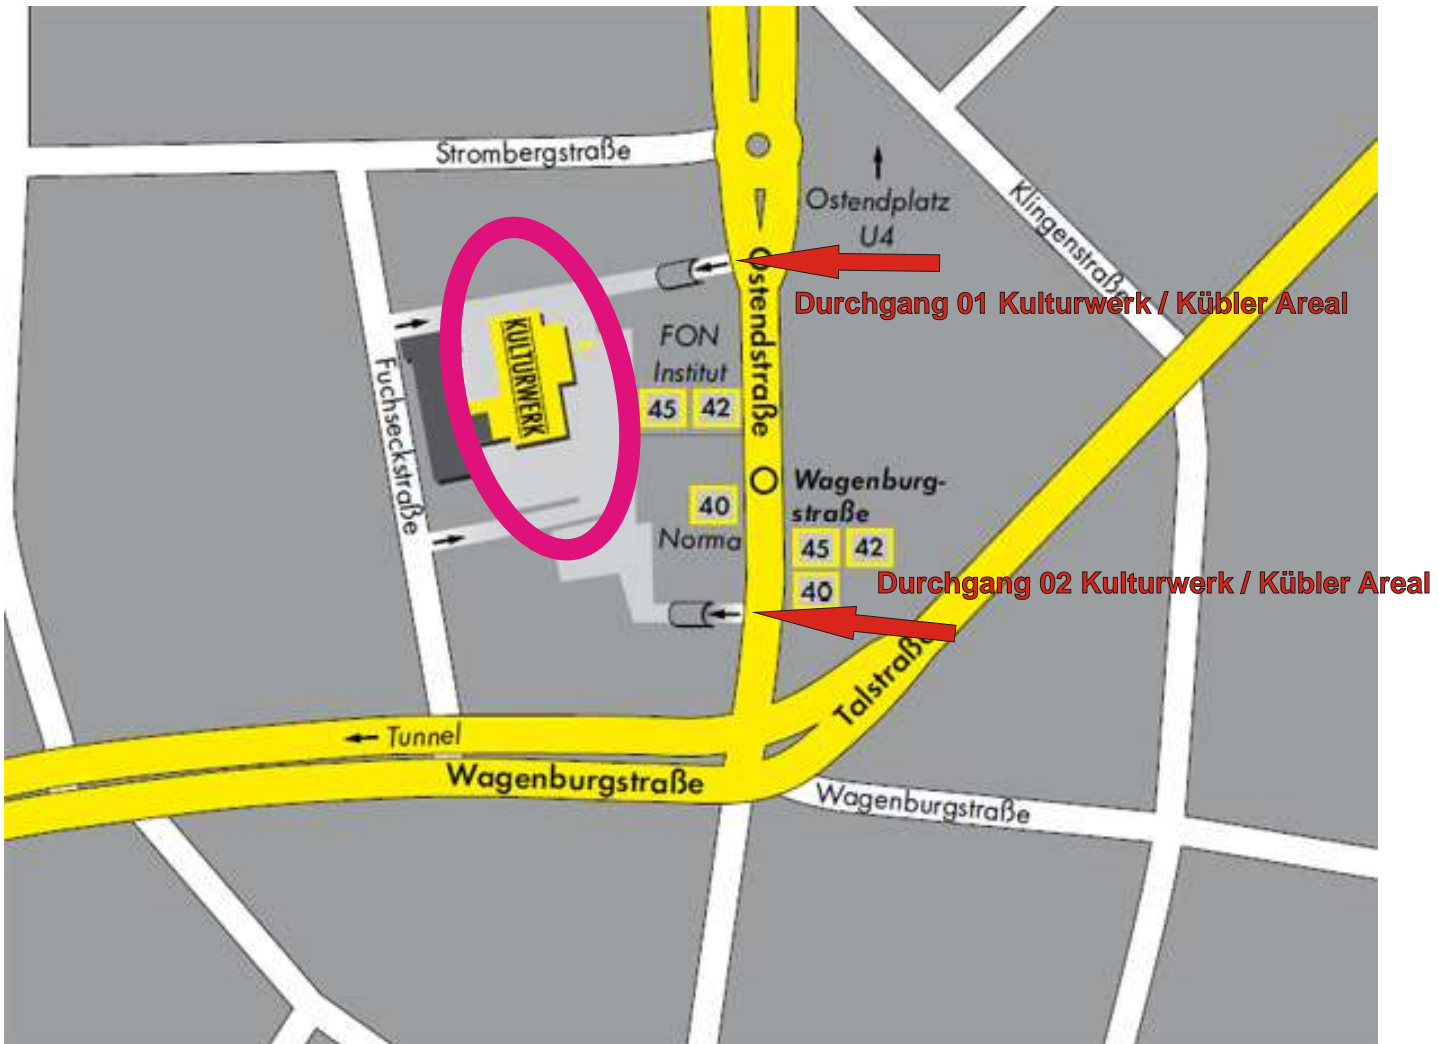 Strombergstraße
Ostendplatz
U4
Klingenstraße
Ostendstraße
Durchgang 01 Kulturwerk / Kübler Areal
KULTURWERK
FON
Institut
45 42
Fuchseckstraße
Wagenburg-
straße
40
Norma
45 42
40
Durchgang 02 Kulturwerk / Kübler Areal
Talstraße
Tunnel
Wagenburgstraße
Wagenburgstraße